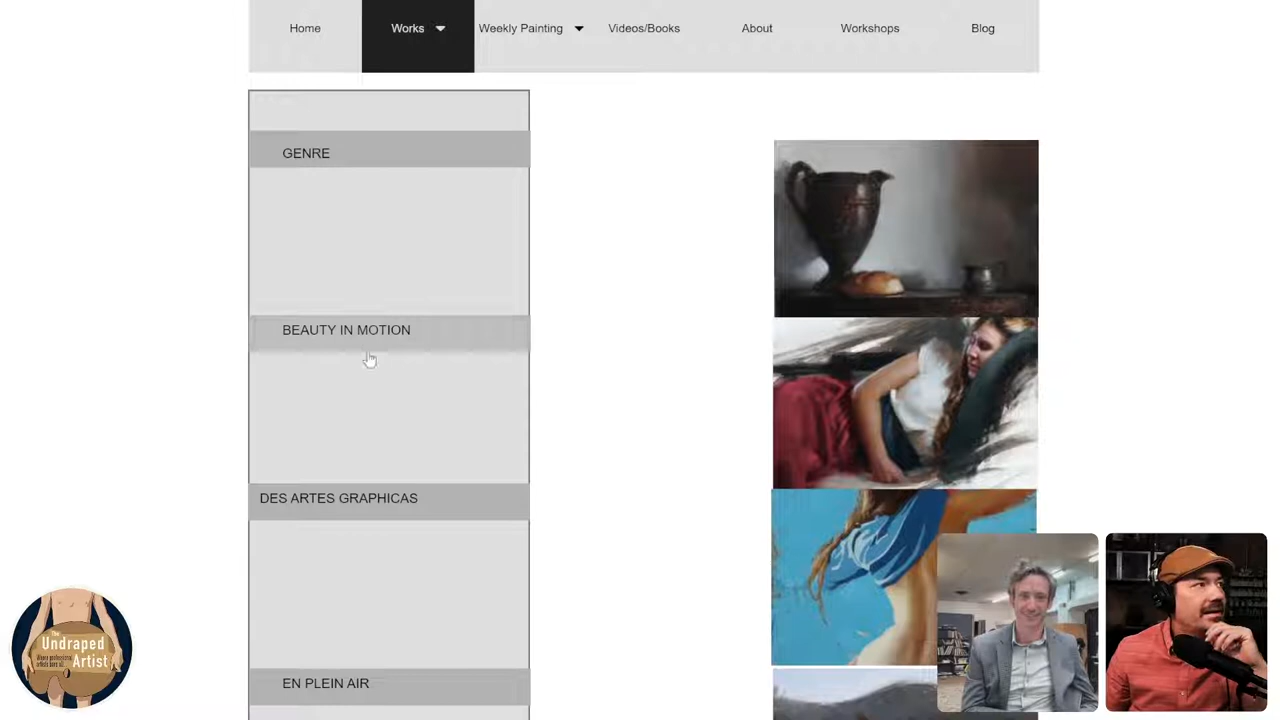 Home Works Weekly Painting Videos/Books About Workshops Blog
GENRE
BEAUTY IN MOTION
DES ARTES GRAPHICAS
EN PLEIN AIR
The
Undraped
Artist